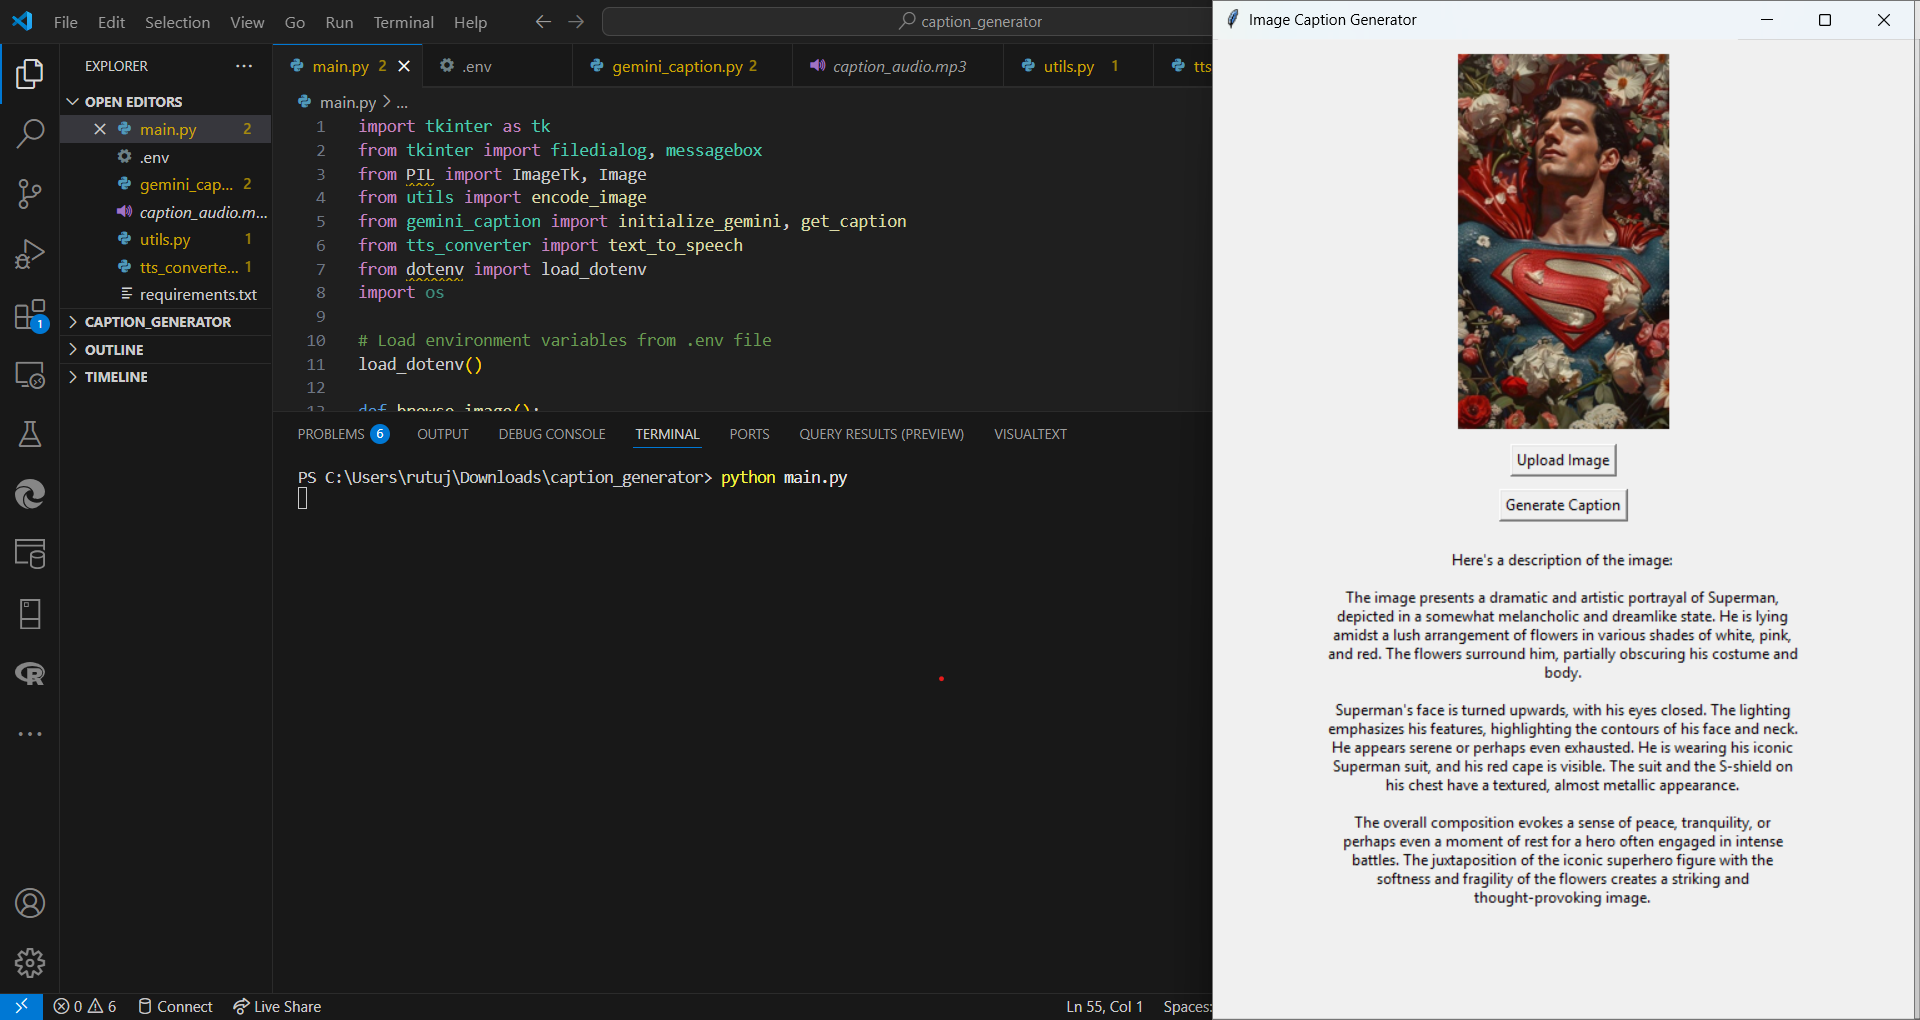 File Edit Selection View Go Run Terminal Help
caption_generator
EXPLORER
OPEN EDITORS
main.py 2
.env
gemini_cap... 2
caption_audio.m...
utils.py 1
tts_converte... 1
requirements.txt
CAPTION_GENERATOR
OUTLINE
TIMELINE
1
main.py 2
.env
gemini_caption.py 2
caption_audio.mp3
utils.py 1
tts
main.py > ...
1 import tkinter as tk
2 from tkinter import filedialog, messagebox
3 from PIL import ImageTk, Image
4 from utils import encode_image
5 from gemini_caption import initialize_gemini, get_caption
6 from tts_converter import text_to_speech
7 from dotenv import load_dotenv
8 import os
9
10 # Load environment variables from .env file
11 load_dotenv()
12
13 def browse_image():
PROBLEMS 6 OUTPUT DEBUG CONSOLE TERMINAL PORTS QUERY RESULTS (PREVIEW) VISUALTEXT
PS C:\Users\rutuj\Downloads\caption_generator> python main.py
0 6 Connect Live Share
Ln 55, Col 1 Spaces:
Image Caption Generator
Upload Image
Generate Caption
Here's a description of the image:
The image presents a dramatic and artistic portrayal of Superman,
depicted in a somewhat melancholic and dreamlike state. He is lying
amidst a lush arrangement of flowers in various shades of white, pink,
and red. The flowers surround him, partially obscuring his costume and
body.
Superman's face is turned upwards, with his eyes closed. The lighting
emphasizes his features, highlighting the contours of his face and neck.
He appears serene or perhaps even exhausted. He is wearing his iconic
Superman suit, and his red cape is visible. The suit and the S-shield on
his chest have a textured, almost metallic appearance.
The overall composition evokes a sense of peace, tranquility, or
perhaps even a moment of rest for a hero often engaged in intense
battles. The juxtaposition of the iconic superhero figure with the
softness and fragility of the flowers creates a striking and
thought-provoking image.